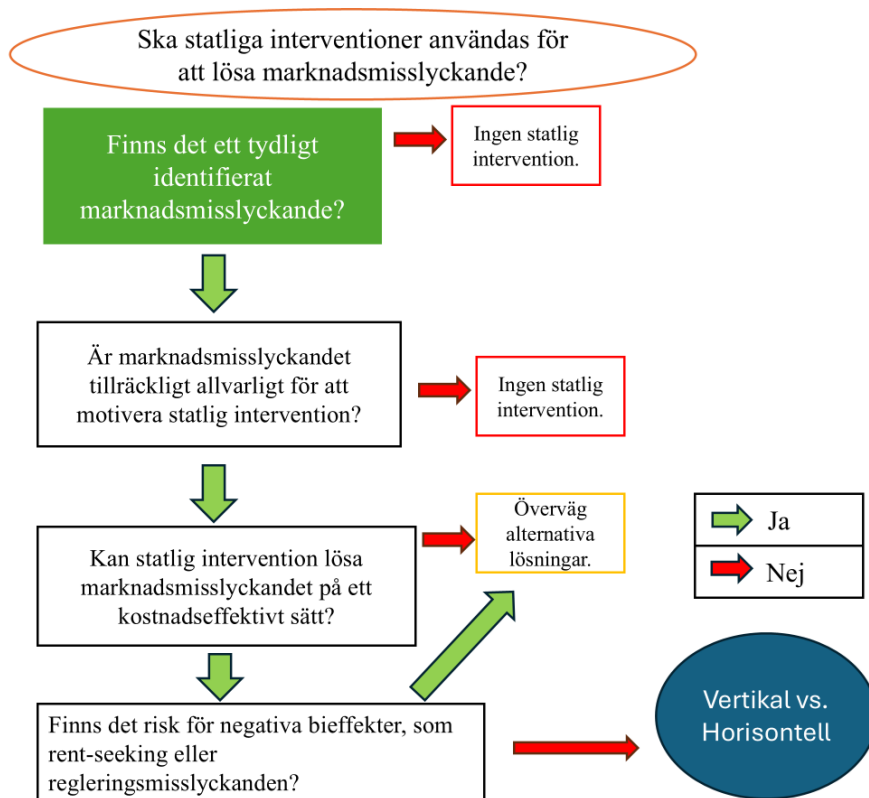 Ska statliga interventioner användas för
att lösa marknadsmisslyckande?
Finns det ett tydligt
identifierat
marknadsmisslyckande?
Ingen statlig
intervention.
Är marknadsmisslyckandet
tillräckligt allvarligt för att
motivera statlig intervention?
Ingen statlig
intervention.
Kan statlig intervention lösa
marknadsmisslyckandet på ett
kostnadseffektivt sätt?
Överväg
alternativa
lösningar.
Ja
Nej
Finns det risk för negativa bieffekter, som
rent-seeking eller
regleringsmisslyckanden?
Vertikal vs.
Horisontell